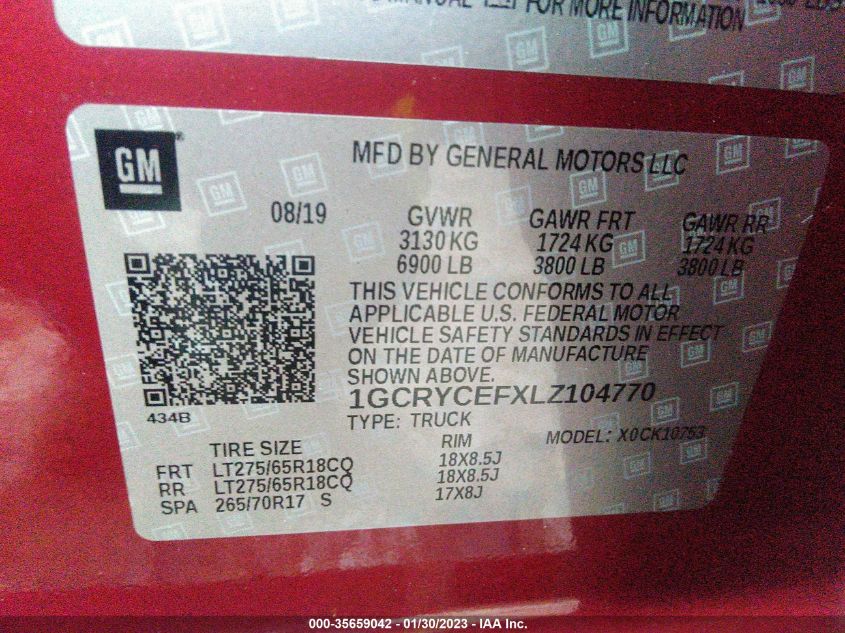 MANUAL FOR MORE INFORMATION
GM
MFD BY GENERAL MOTORS LLC
08/19
GVWR GAWR FRT GAWR RR
3130 KG 1724 KG 1724 KG
6900 LB 3800 LB 3800 LB
THIS VEHICLE CONFORMS TO ALL
APPLICABLE U.S. FEDERAL MOTOR
VEHICLE SAFETY STANDARDS IN EFFECT
ON THE DATE OF MANUFACTURE
SHOWN ABOVE.
1GCRYCEFXLZ104770
434B
TYPE: TRUCK MODEL: X0CK10753
TIRE SIZE RIM
FRT LT275/65R18CQ 18X8.5J
RR LT275/65R18CQ 18X8.5J
SPA 265/70R17 S 17X8J
000-35659042 - 01/30/2023 - IAA Inc.